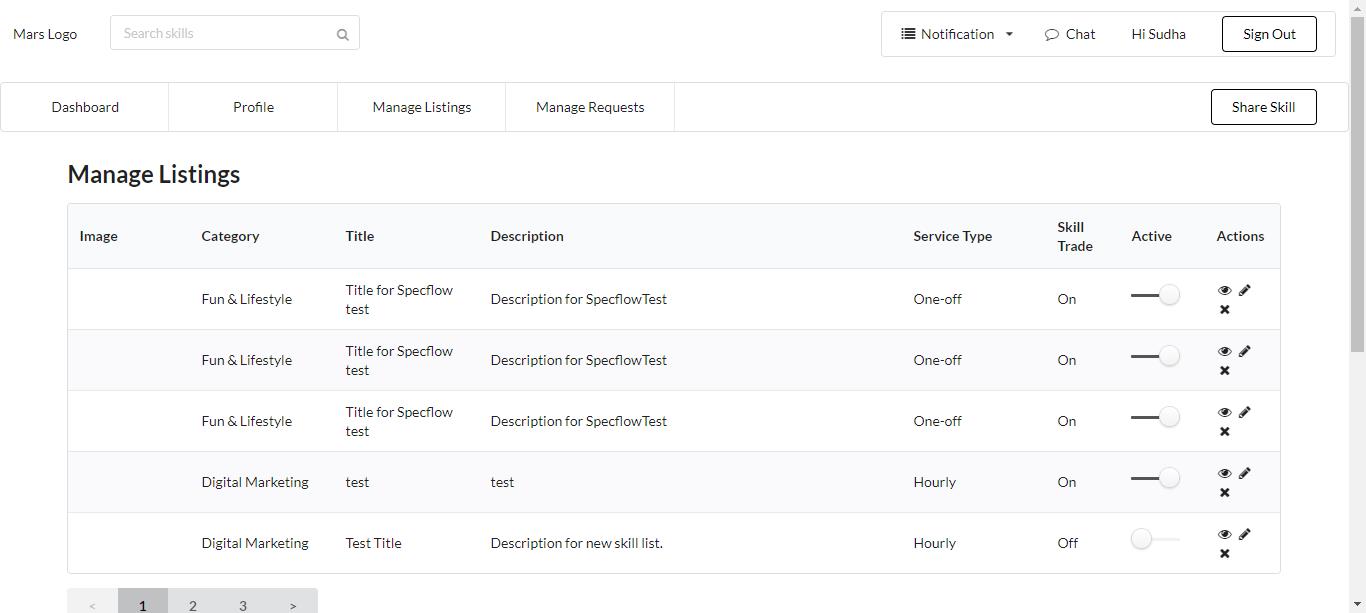 Mars Logo
Search skills
Notification
Chat
Hi Sudha
Sign Out
Dashboard
Profile
Manage Listings
Manage Requests
Share Skill
Manage Listings
Image
Category
Title
Description
Service Type
Skill
Trade
Active
Actions
Fun & Lifestyle
Title for Specflow
test
Description for SpecflowTest
One-off
On
Fun & Lifestyle
Title for Specflow
test
Description for SpecflowTest
One-off
On
Fun & Lifestyle
Title for Specflow
test
Description for SpecflowTest
One-off
On
Digital Marketing
test
test
Hourly
On
Digital Marketing
Test Title
Description for new skill list.
Hourly
Off
<
1
2
3
>